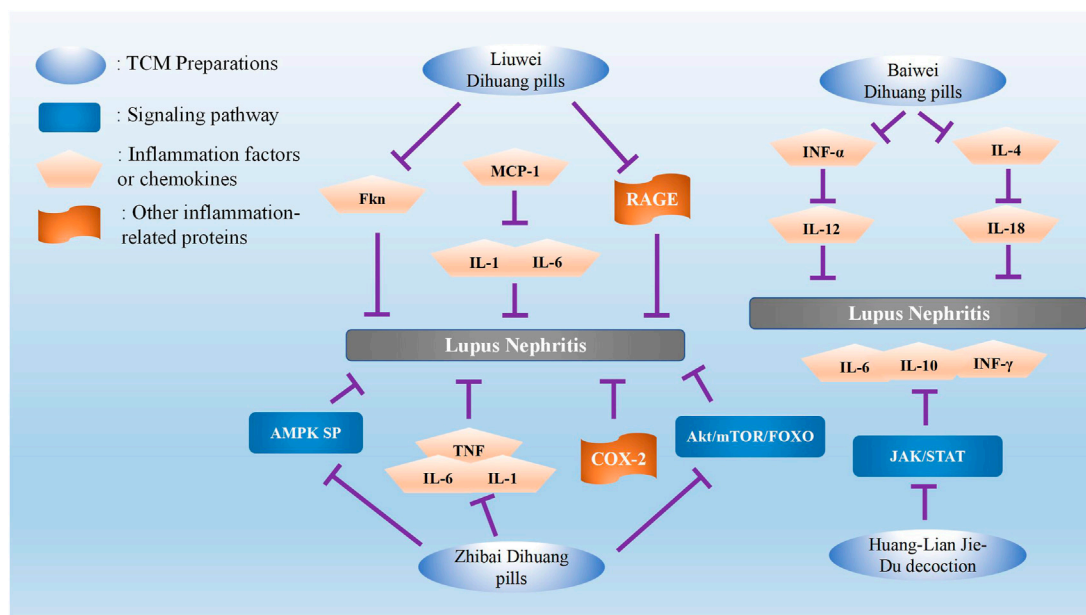 : TCM Preparations
: Signaling pathway
: Inflammation factors
or chemokines
: Other inflammation-
related proteins
Liuwei
Dihuang pills
Fkn
MCP-1
RAGE
IL-1
IL-6
Lupus Nephritis
AMPK SP
TNF
IL-6
IL-1
COX-2
Akt/mTOR/FOXO
Zhibai Dihuang
pills
Baiwei
Dihuang pills
INF-α
IL-4
IL-12
IL-18
Lupus Nephritis
IL-6
IL-10
INF-γ
JAK/STAT
Huang-Lian Jie-
Du decoction